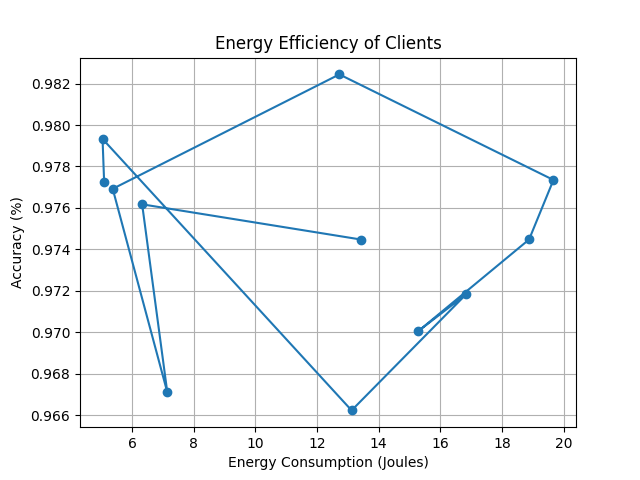 Energy Efficiency of Clients
0.982
0.980
0.978
0.976
0.974
0.972
0.970
0.968
0.966
Accuracy (%)
6 8 10 12 14 16 18 20
Energy Consumption (Joules)